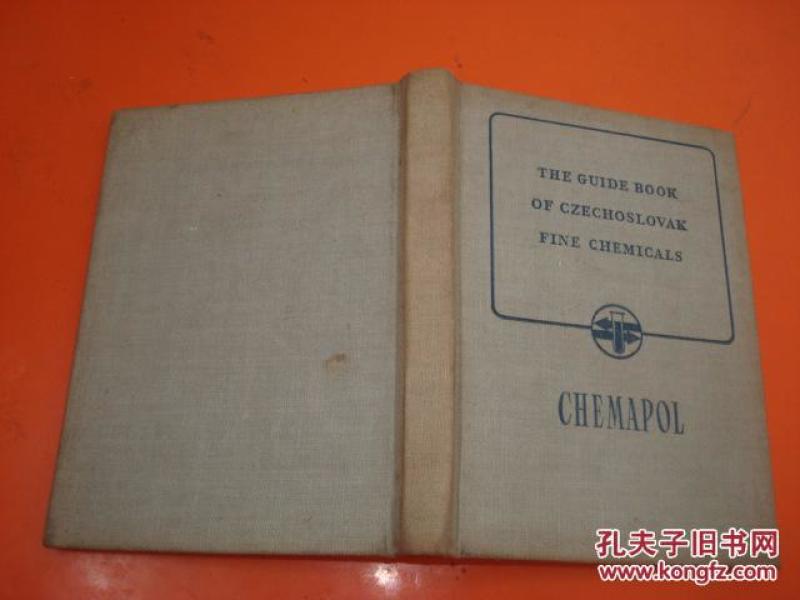 THE GUIDE BOOK
OF CZECHOSLOVAK
FINE CHEMICALS
CHEMAPOL
孔夫子旧书网
www.kongfz.com